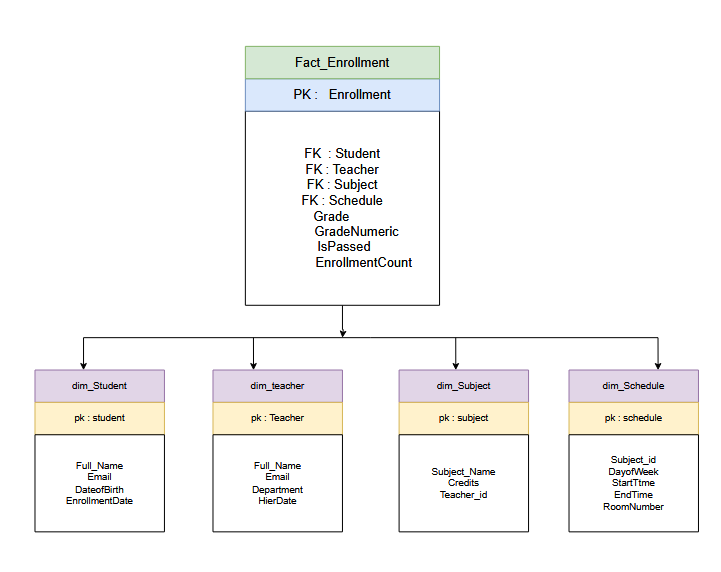 Fact_Enrollment
PK : Enrollment
FK : Student
FK : Teacher
FK : Subject
FK : Schedule
Grade
GradeNumeric
IsPassed
EnrollmentCount
dim_Student
pk : student
Full_Name
Email
DateofBirth
EnrollmentDate
dim_teacher
pk : Teacher
Full_Name
Email
Department
HierDate
dim_Subject
pk : subject
Subject_Name
Credits
Teacher_id
dim_Schedule
pk : schedule
Subject_id
DayofWeek
StartTtme
EndTime
RoomNumber